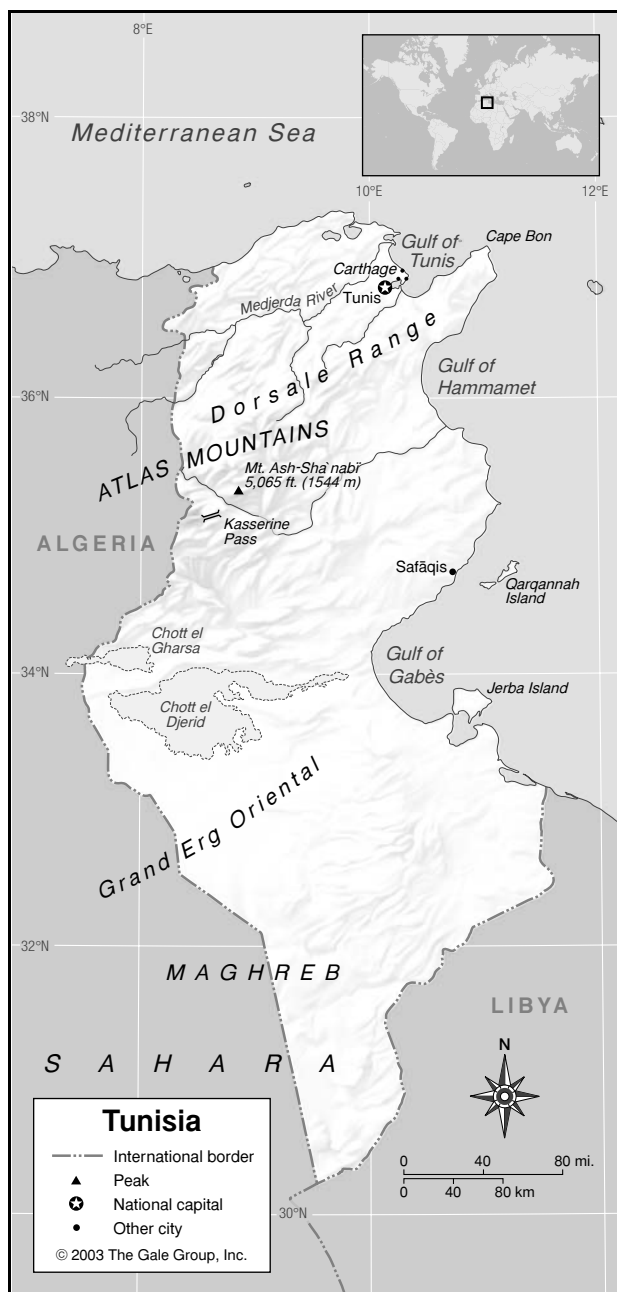 8°E
38°N
Mediterranean Sea
10°E
12°E
Cape Bon
Gulf of
Tunis
Carthage
Tunis
Medjerda River
Dorsale Range
Gulf of
Hammamet
36°N
ATLAS MOUNTAINS
Mt. Ash-Sha`nabī
5,065 ft. (1544 m)
Kasserine
Pass
ALGERIA
Safāqis
Qarqannah
Island
Chott el
Gharsa
34°N
Gulf of
Gabès
Jerba Island
Chott el
Djerid
Grand Erg Oriental
32°N
MAGHREB
LIBYA
SAHARA
N
Tunisia
International border
Peak
National capital
Other city
© 2003 The Gale Group, Inc.
0 40 80 mi.
0 40 80 km
30°N